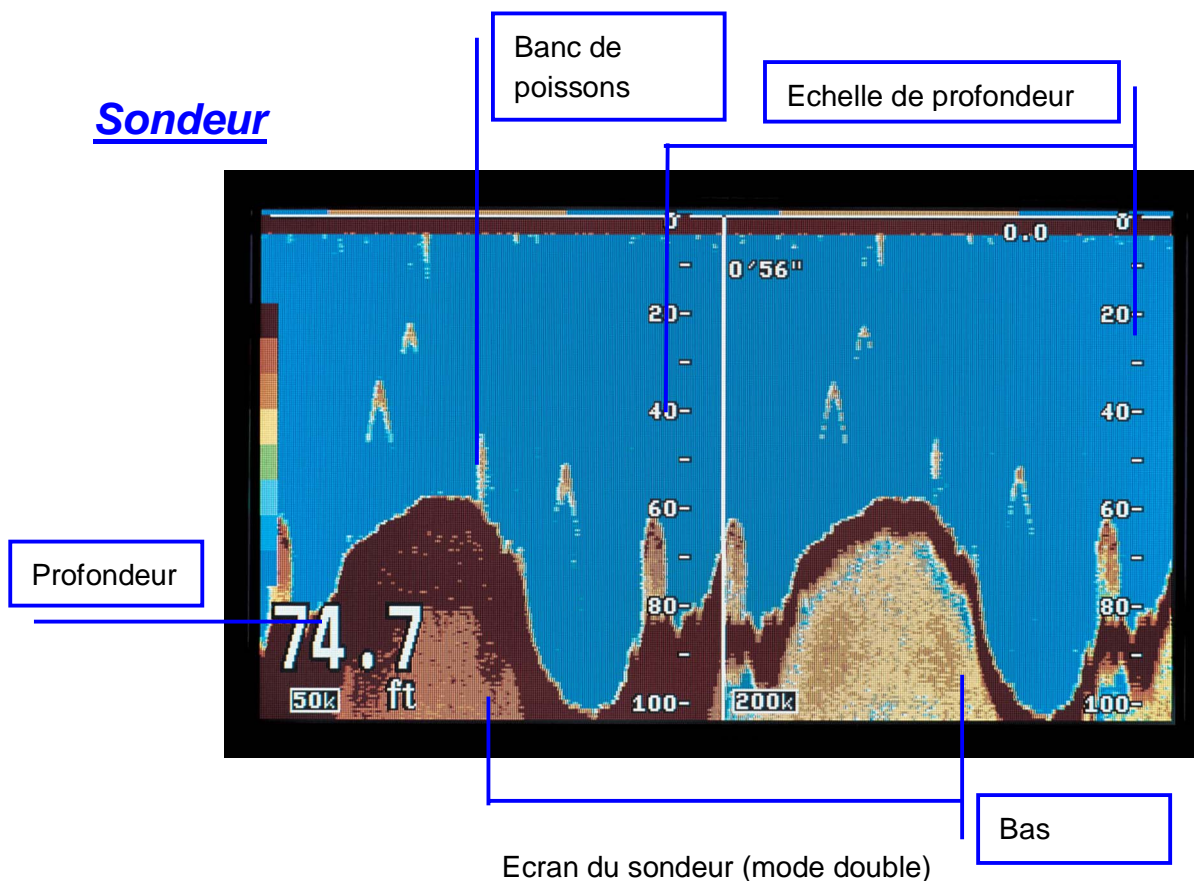 Banc de
poissons
Echelle de profondeur
Sondeur
0 0
0.0
0′56"
20- 20-
40- 40-
60- 60-
Profondeur
80- 80-
74.7
50k ft 100- 200k 100-
Bas
Ecran du sondeur (mode double)